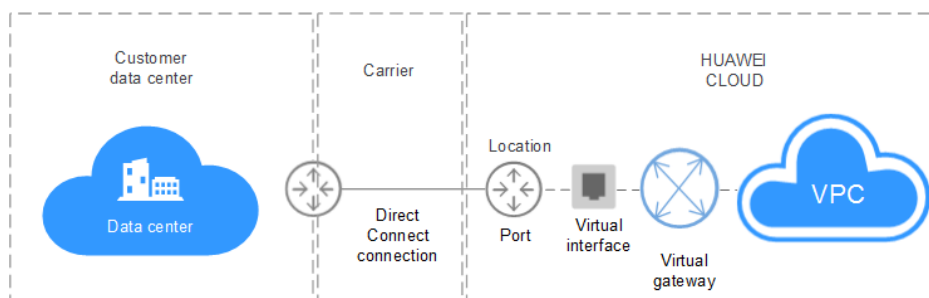 Customer
data center
Carrier
HUAWEI
CLOUD
Data center
Direct
Connect
connection
Location
Port
Virtual
interface
Virtual
gateway
VPC